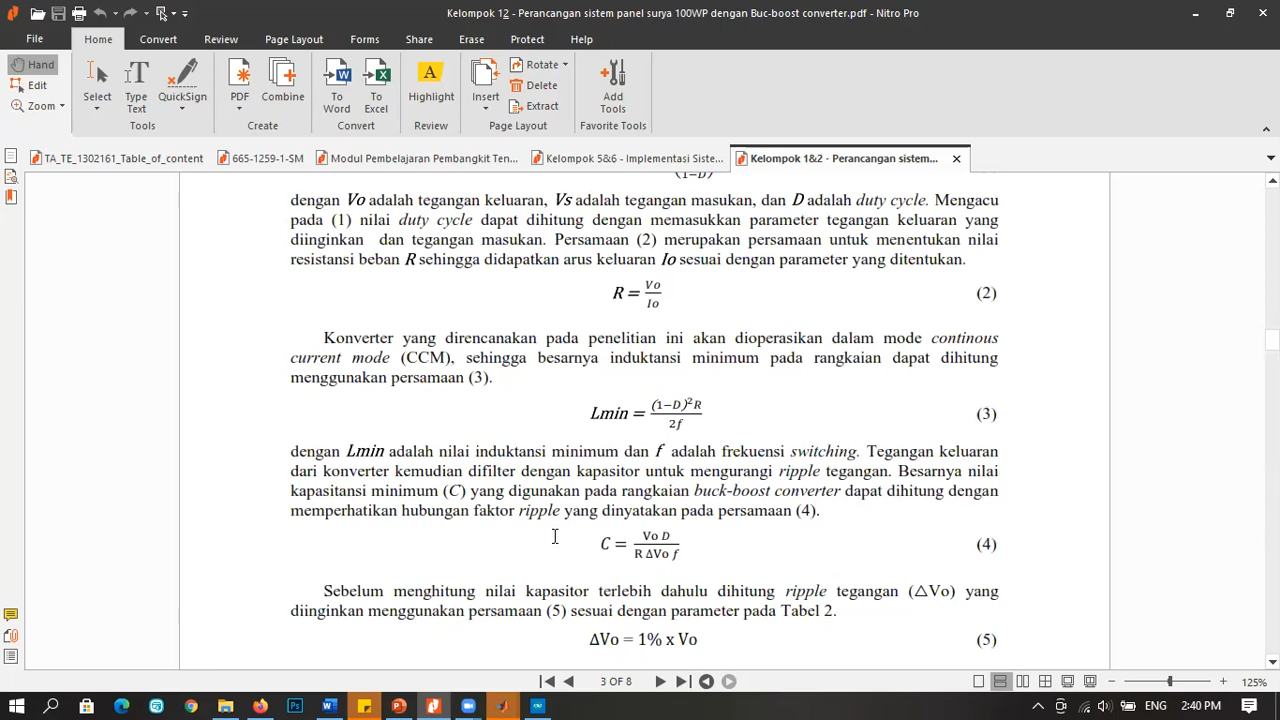 Kelompok 12 - Perancangan sistem panel surya 100WP dengan Buc-boost converter.pdf - Nitro Pro
File Home Convert Review Page Layout Forms Share Erase Protect Help
Hand
Edit
Zoom
Select
Type Text
QuickSign
Tools
PDF
Combine
Create
To Word
To Excel
Convert
Highlight
Review
Insert
Rotate
Delete
Extract
Page Layout
Add Tools
Favorite Tools
TA_TE_1302161_Table_of_content 665-1259-1-SM Modul Pembelajaran Pembangkit Ten... Kelompok 5&6 - Implementasi Siste... Kelompok 1&2 - Perancangan sistem...
(1−D)
dengan Vo adalah tegangan keluaran, Vs adalah tegangan masukan, dan D adalah duty cycle. Mengacu
pada (1) nilai duty cycle dapat dihitung dengan memasukkan parameter tegangan keluaran yang
diinginkan dan tegangan masukan. Persamaan (2) merupakan persamaan untuk menentukan nilai
resistansi beban R sehingga didapatkan arus keluaran Io sesuai dengan parameter yang ditentukan.
R = Vo/Io (2)
Konverter yang direncanakan pada penelitian ini akan dioperasikan dalam mode continous
current mode (CCM), sehingga besarnya induktansi minimum pada rangkaian dapat dihitung
menggunakan persamaan (3).
Lmin = (1−D)²R/2f (3)
dengan Lmin adalah nilai induktansi minimum dan f adalah frekuensi switching. Tegangan keluaran
dari konverter kemudian difilter dengan kapasitor untuk mengurangi ripple tegangan. Besarnya nilai
kapasitansi minimum (C) yang digunakan pada rangkaian buck-boost converter dapat dihitung dengan
memperhatikan hubungan faktor ripple yang dinyatakan pada persamaan (4).
C = Vo D/R ΔVo f (4)
Sebelum menghitung nilai kapasitor terlebih dahulu dihitung ripple tegangan (△Vo) yang
diinginkan menggunakan persamaan (5) sesuai dengan parameter pada Tabel 2.
ΔVo = 1% x Vo (5)
3 OF 8
125%
2:40 PM